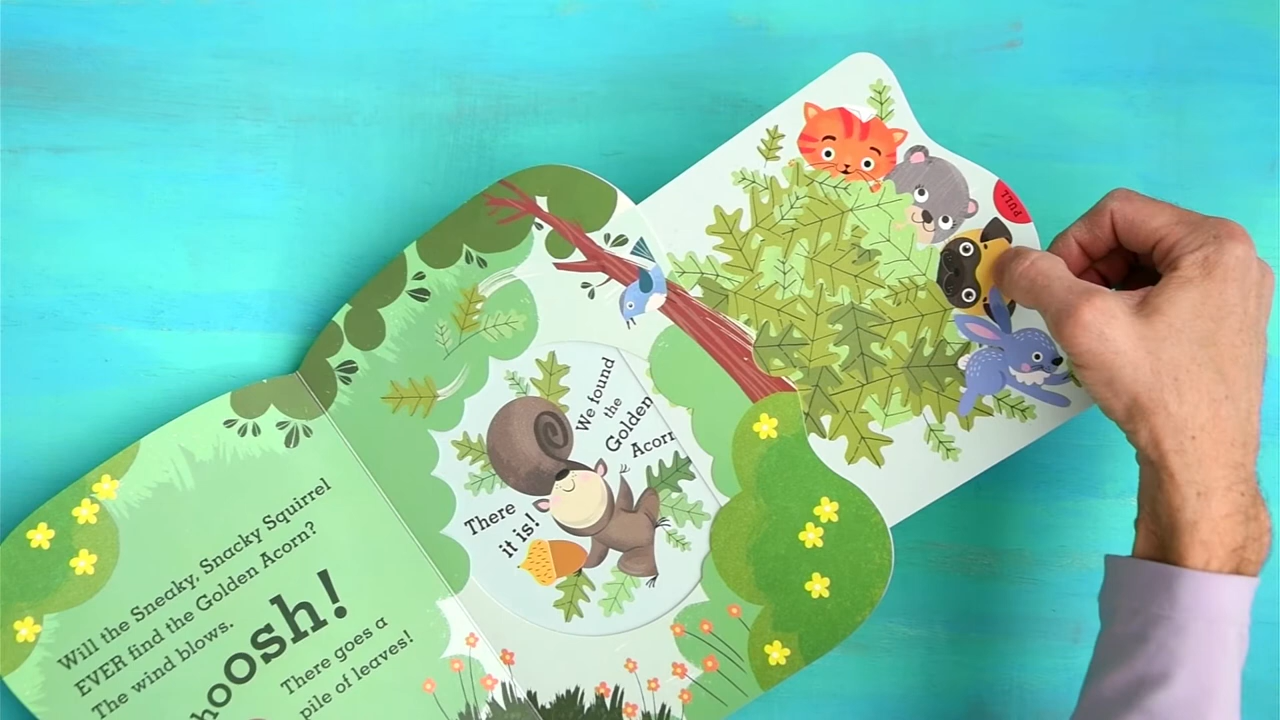 Will the Sneaky, Snacky Squirrel
EVER find the Golden Acorn?
The wind blows.
hoosh!
There goes a
pile of leaves!
There
it is!
We found
the
Golden
Acorn
PULL